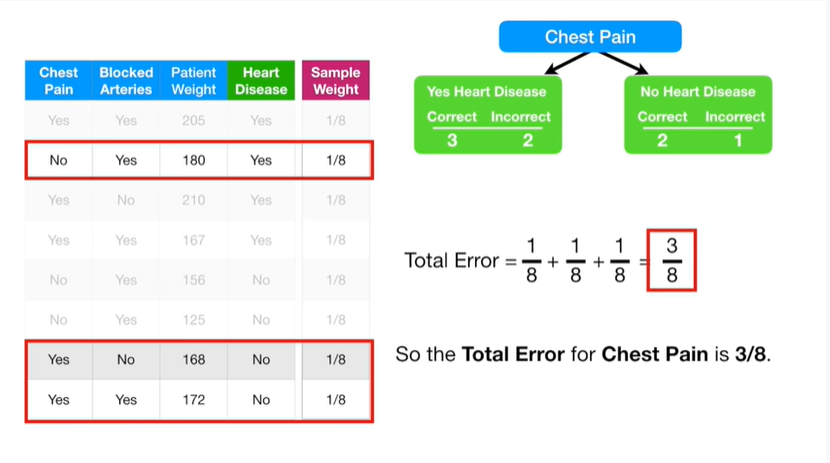 Chest Pain Blocked Arteries Patient Weight Heart Disease Sample Weight
Yes Yes 205 Yes 1/8
No Yes 180 Yes 1/8
Yes No 210 Yes 1/8
Yes Yes 167 Yes 1/8
No Yes 156 No 1/8
No Yes 125 No 1/8
Yes No 168 No 1/8
Yes Yes 172 No 1/8
Chest Pain
Yes Heart Disease
Correct Incorrect
3 2
No Heart Disease
Correct Incorrect
2 1
Total Error = 1/8 + 1/8 + 1/8 = 3/8
So the Total Error for Chest Pain is 3/8.